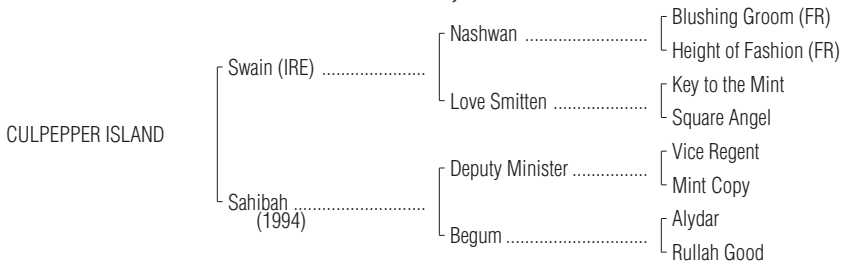 Blushing Groom (FR)
Nashwan ...................................
Height of Fashion (FR)
Swain (IRE) ......................
Key to the Mint
Love Smitten ...........................
Square Angel
CULPEPPER ISLAND
Vice Regent
Deputy Minister ......................
Mint Copy
Sahibah ............................
(1994)
Alydar
Begum .....................................
Rullah Good